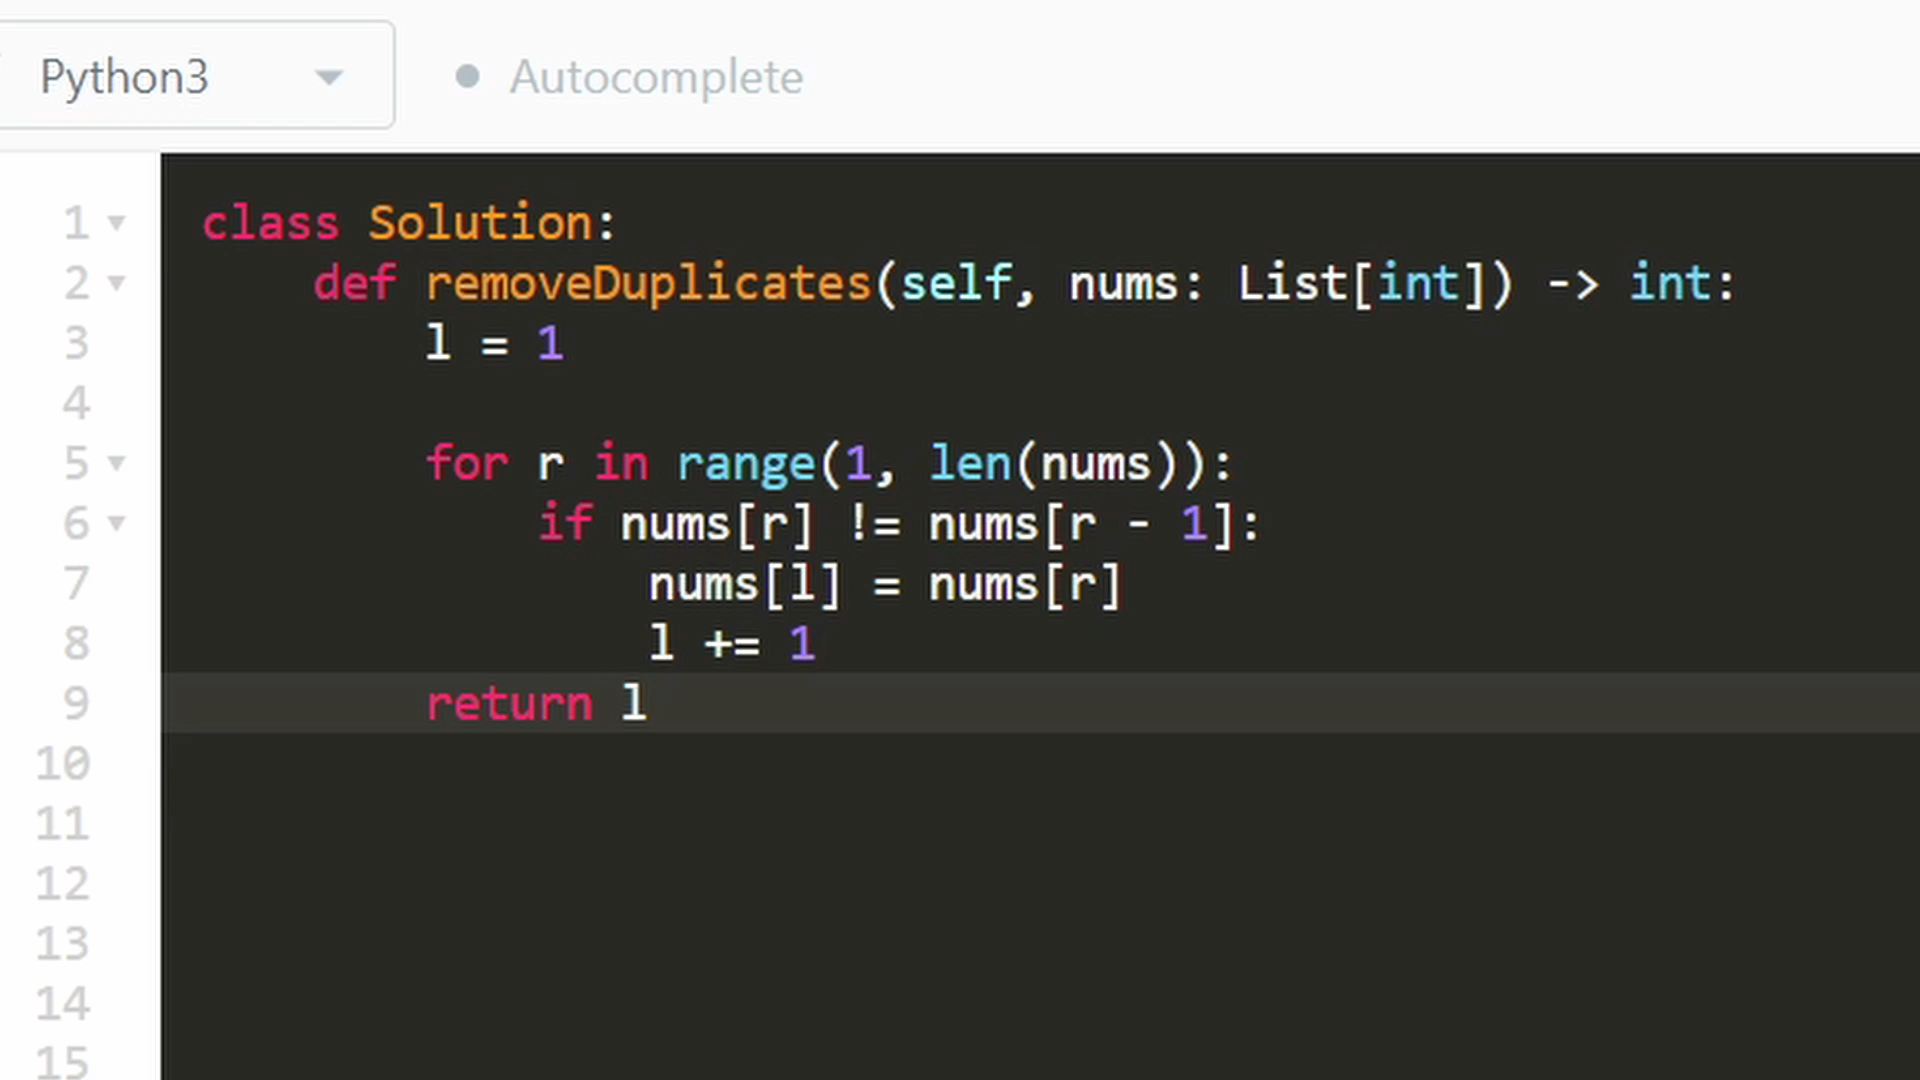 Python3 Autocomplete
1 class Solution:
2     def removeDuplicates(self, nums: List[int]) -> int:
3         l = 1
4
5         for r in range(1, len(nums)):
6             if nums[r] != nums[r - 1]:
7                 nums[l] = nums[r]
8                 l += 1
9         return l
10
11
12
13
14
15